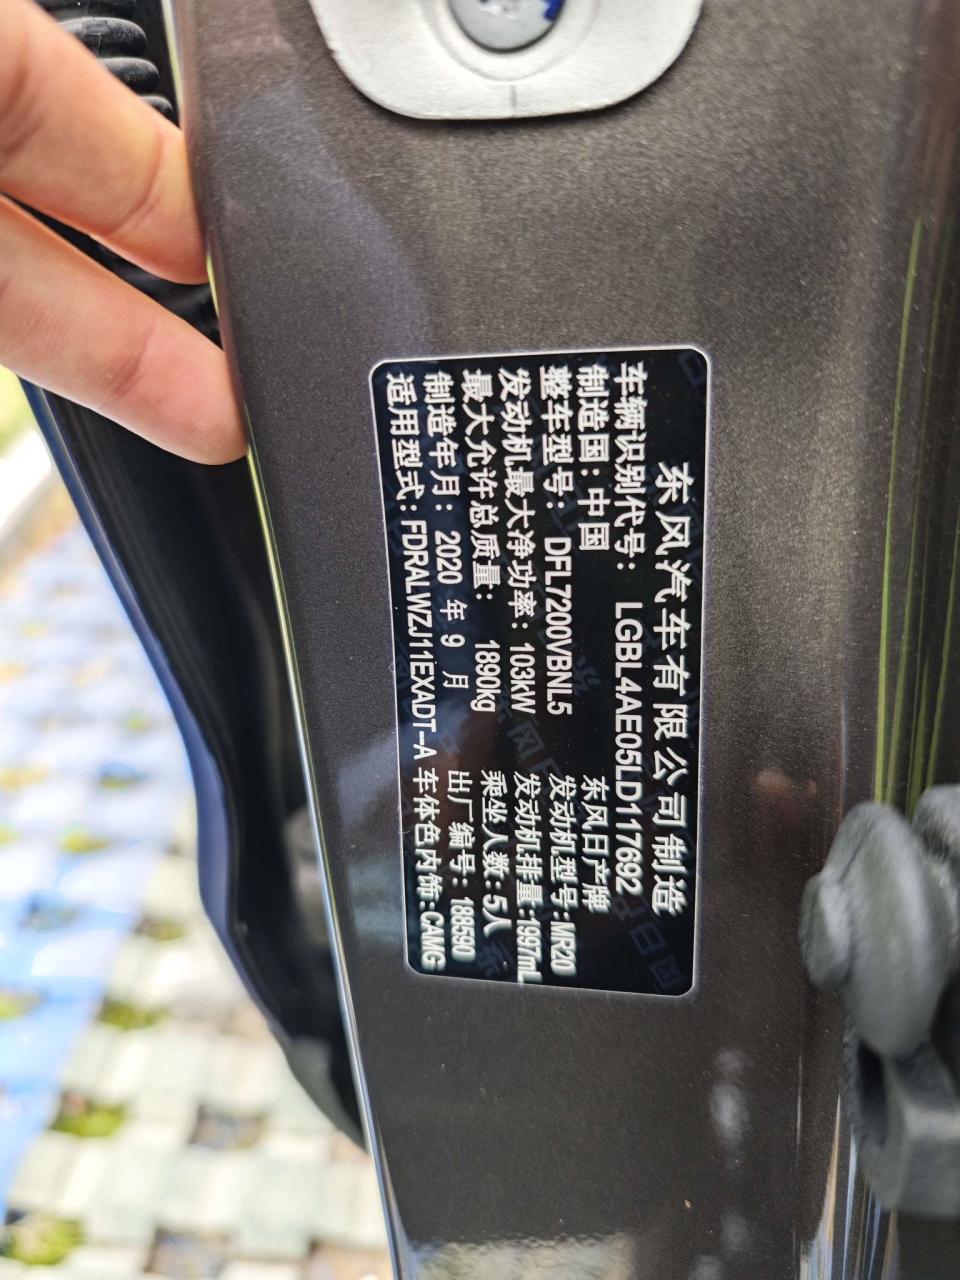 东风汽车有限公司制造
车辆识别代号: LGBL4AE05LD117692
制造国: 中国 东风日产牌
整车型号: DFL7200VBNL5 发动机型号:MR20
发动机最大净功率: 103kW 发动机排量:1997mL
最大允许总质量: 1890kg 乘坐人数:5人
制造年月: 2020 年 9 月 出厂编号: 188590
适用型式: FDRALWZJ11EXADT-A 车体色内饰:CAMG